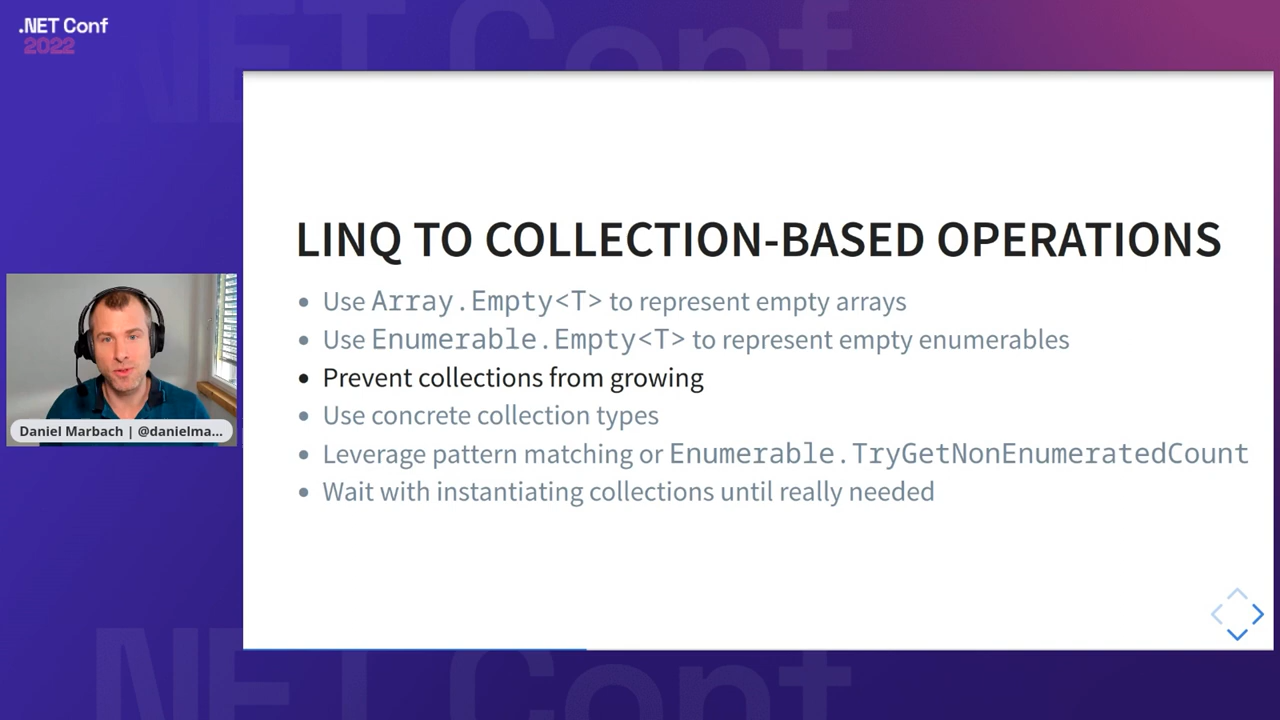 .NET Conf
2022
LINQ TO COLLECTION-BASED OPERATIONS
Use Array.Empty<T> to represent empty arrays
Use Enumerable.Empty<T> to represent empty enumerables
Prevent collections from growing
Use concrete collection types
Leverage pattern matching or Enumerable.TryGetNonEnumeratedCount
Wait with instantiating collections until really needed
Daniel Marbach | @danielma...
.NET Conf